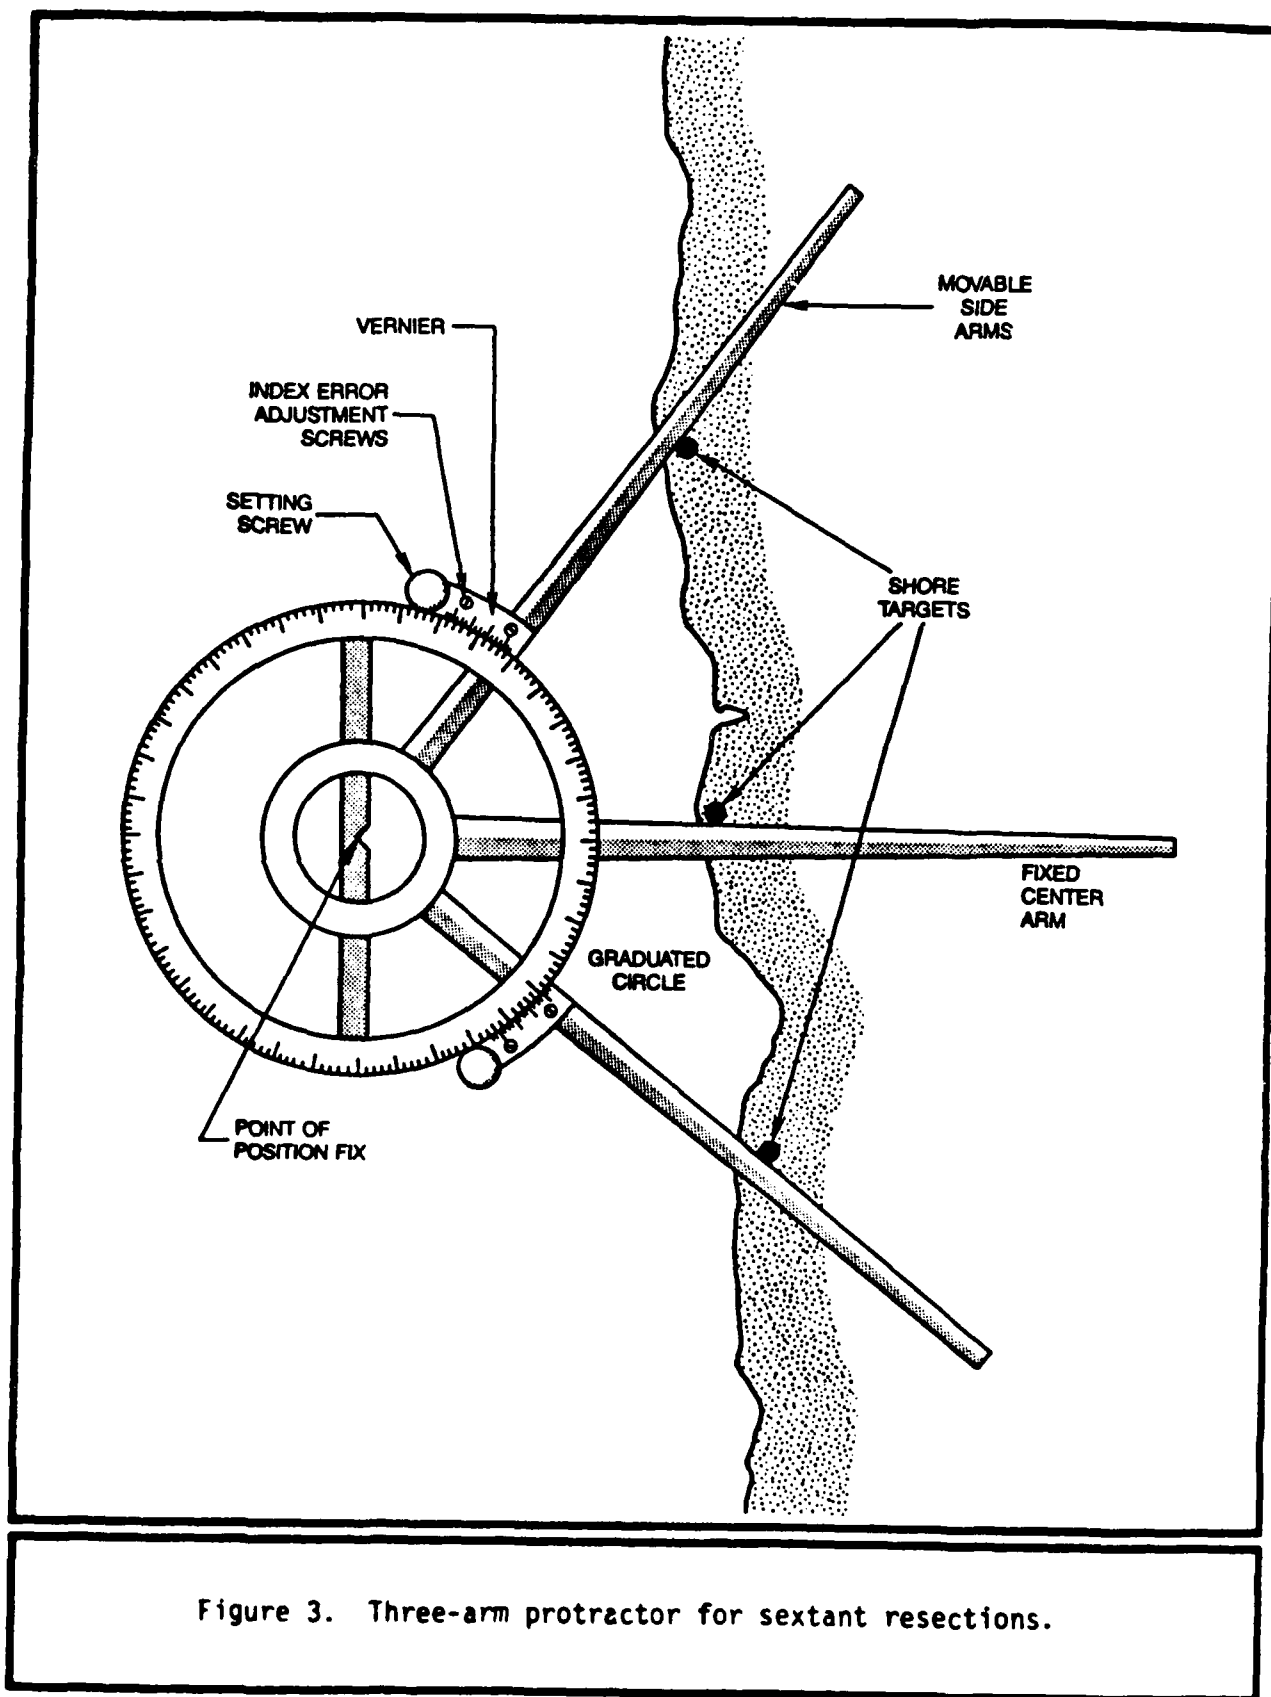 MOVABLE
SIDE
ARMS
VERNIER
INDEX ERROR
ADJUSTMENT
SCREWS
SETTING
SCREW
SHORE
TARGETS
FIXED
CENTER
ARM
GRADUATED
CIRCLE
POINT OF
POSITION FIX
Figure 3. Three-arm protractor for sextant resections.